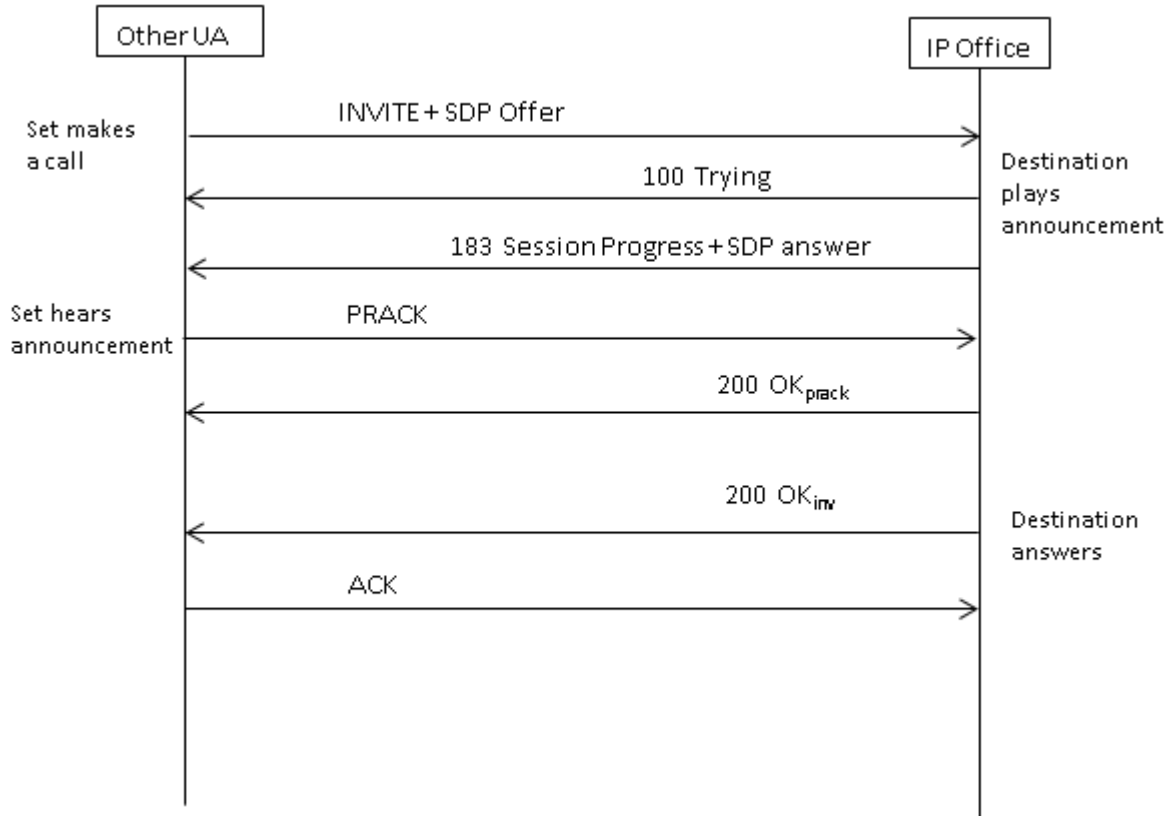 Other UA
IP Office
INVITE + SDP Offer
Set makes
a call
100 Trying
Destination
plays
announcement
183 Session Progress + SDP answer
Set hears
announcement
PRACK
200 OKprack
200 OKinv
Destination
answers
ACK